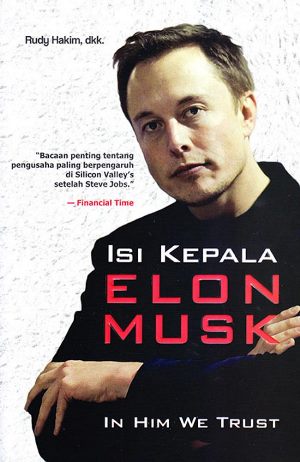 Rudy Hakim, dkk.
"Bacaan penting tentang
pengusaha paling berpengaruh
di Silicon Valley's
setelah Steve Jobs."
— Financial Time
ISI KEPALA
ELON
MUSK
IN HIM WE TRUST